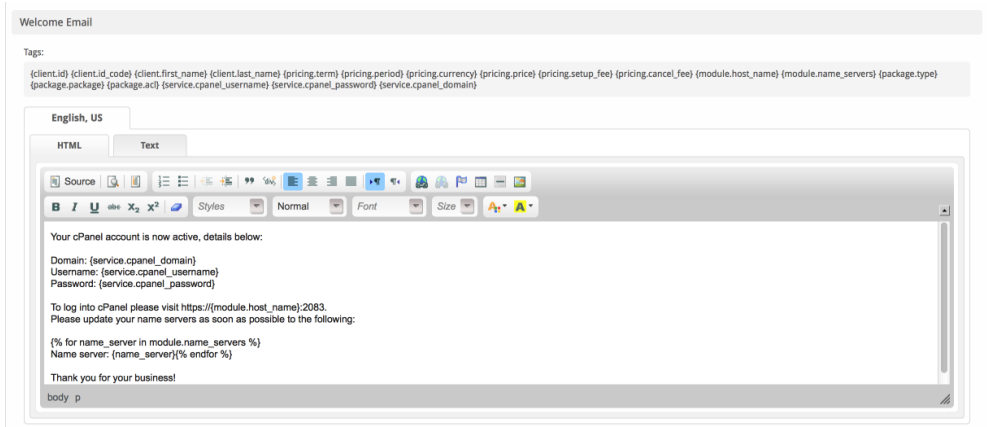 Welcome Email
Tags:
{client.id} {client.id_code} {client.first_name} {client.last_name} {pricing.term} {pricing.period} {pricing.currency} {pricing.price} {pricing.setup_fee} {pricing.cancel_fee} {module.host_name} {module.name_servers} {package.type}
{package.package} {package.acl} {service.cpanel_username} {service.cpanel_password} {service.cpanel_domain}
English, US
HTML Text
Source
B I U abc X2 X2 Styles Normal Font Size A A
Your cPanel account is now active, details below:
Domain: {service.cpanel_domain}
Username: {service.cpanel_username}
Password: {service.cpanel_password}
To log into cPanel please visit https://{module.host_name}:2083.
Please update your name servers as soon as possible to the following:
{% for name_server in module.name_servers %}
Name server: {name_server}{% endfor %}
Thank you for your business!
body p